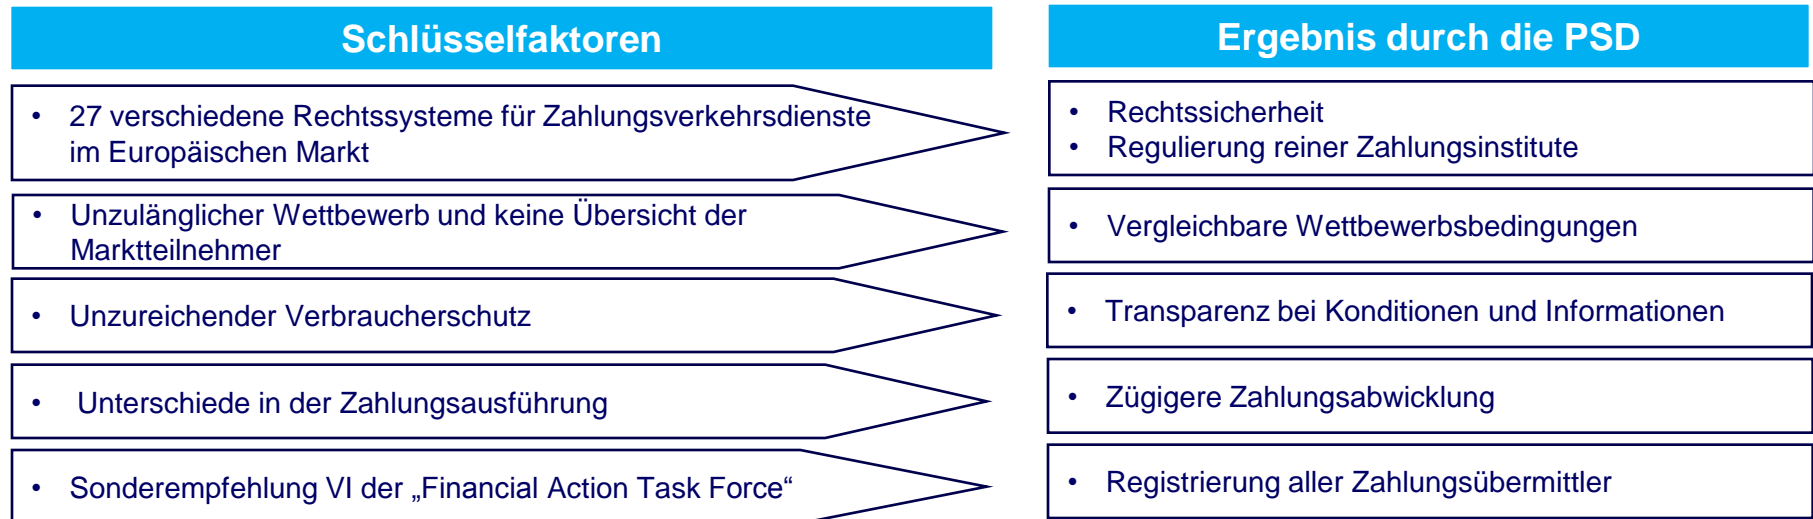 Schlüsselfaktoren
Ergebnis durch die PSD
• 27 verschiedene Rechtssysteme für Zahlungsverkehrsdienste
im Europäischen Markt
• Rechtssicherheit
• Regulierung reiner Zahlungsinstitute
• Unzulänglicher Wettbewerb und keine Übersicht der
Marktteilnehmer
• Vergleichbare Wettbewerbsbedingungen
• Unzureichender Verbraucherschutz
• Transparenz bei Konditionen und Informationen
• Unterschiede in der Zahlungsausführung
• Zügigere Zahlungsabwicklung
• Sonderempfehlung VI der „Financial Action Task Force“
• Registrierung aller Zahlungsübermittler